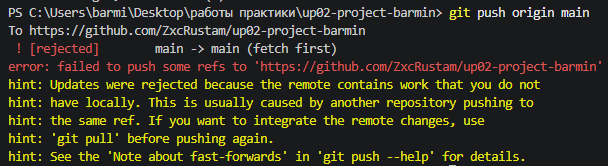 PS C:\Users\barmi\Desktop\работы практики\up02-project-barmin> git push origin main
To https://github.com/ZxcRustam/up02-project-barmin
 ! [rejected]        main -> main (fetch first)
error: failed to push some refs to 'https://github.com/ZxcRustam/up02-project-barmin'
hint: Updates were rejected because the remote contains work that you do not
hint: have locally. This is usually caused by another repository pushing to
hint: the same ref. If you want to integrate the remote changes, use
hint: 'git pull' before pushing again.
hint: See the 'Note about fast-forwards' in 'git push --help' for details.